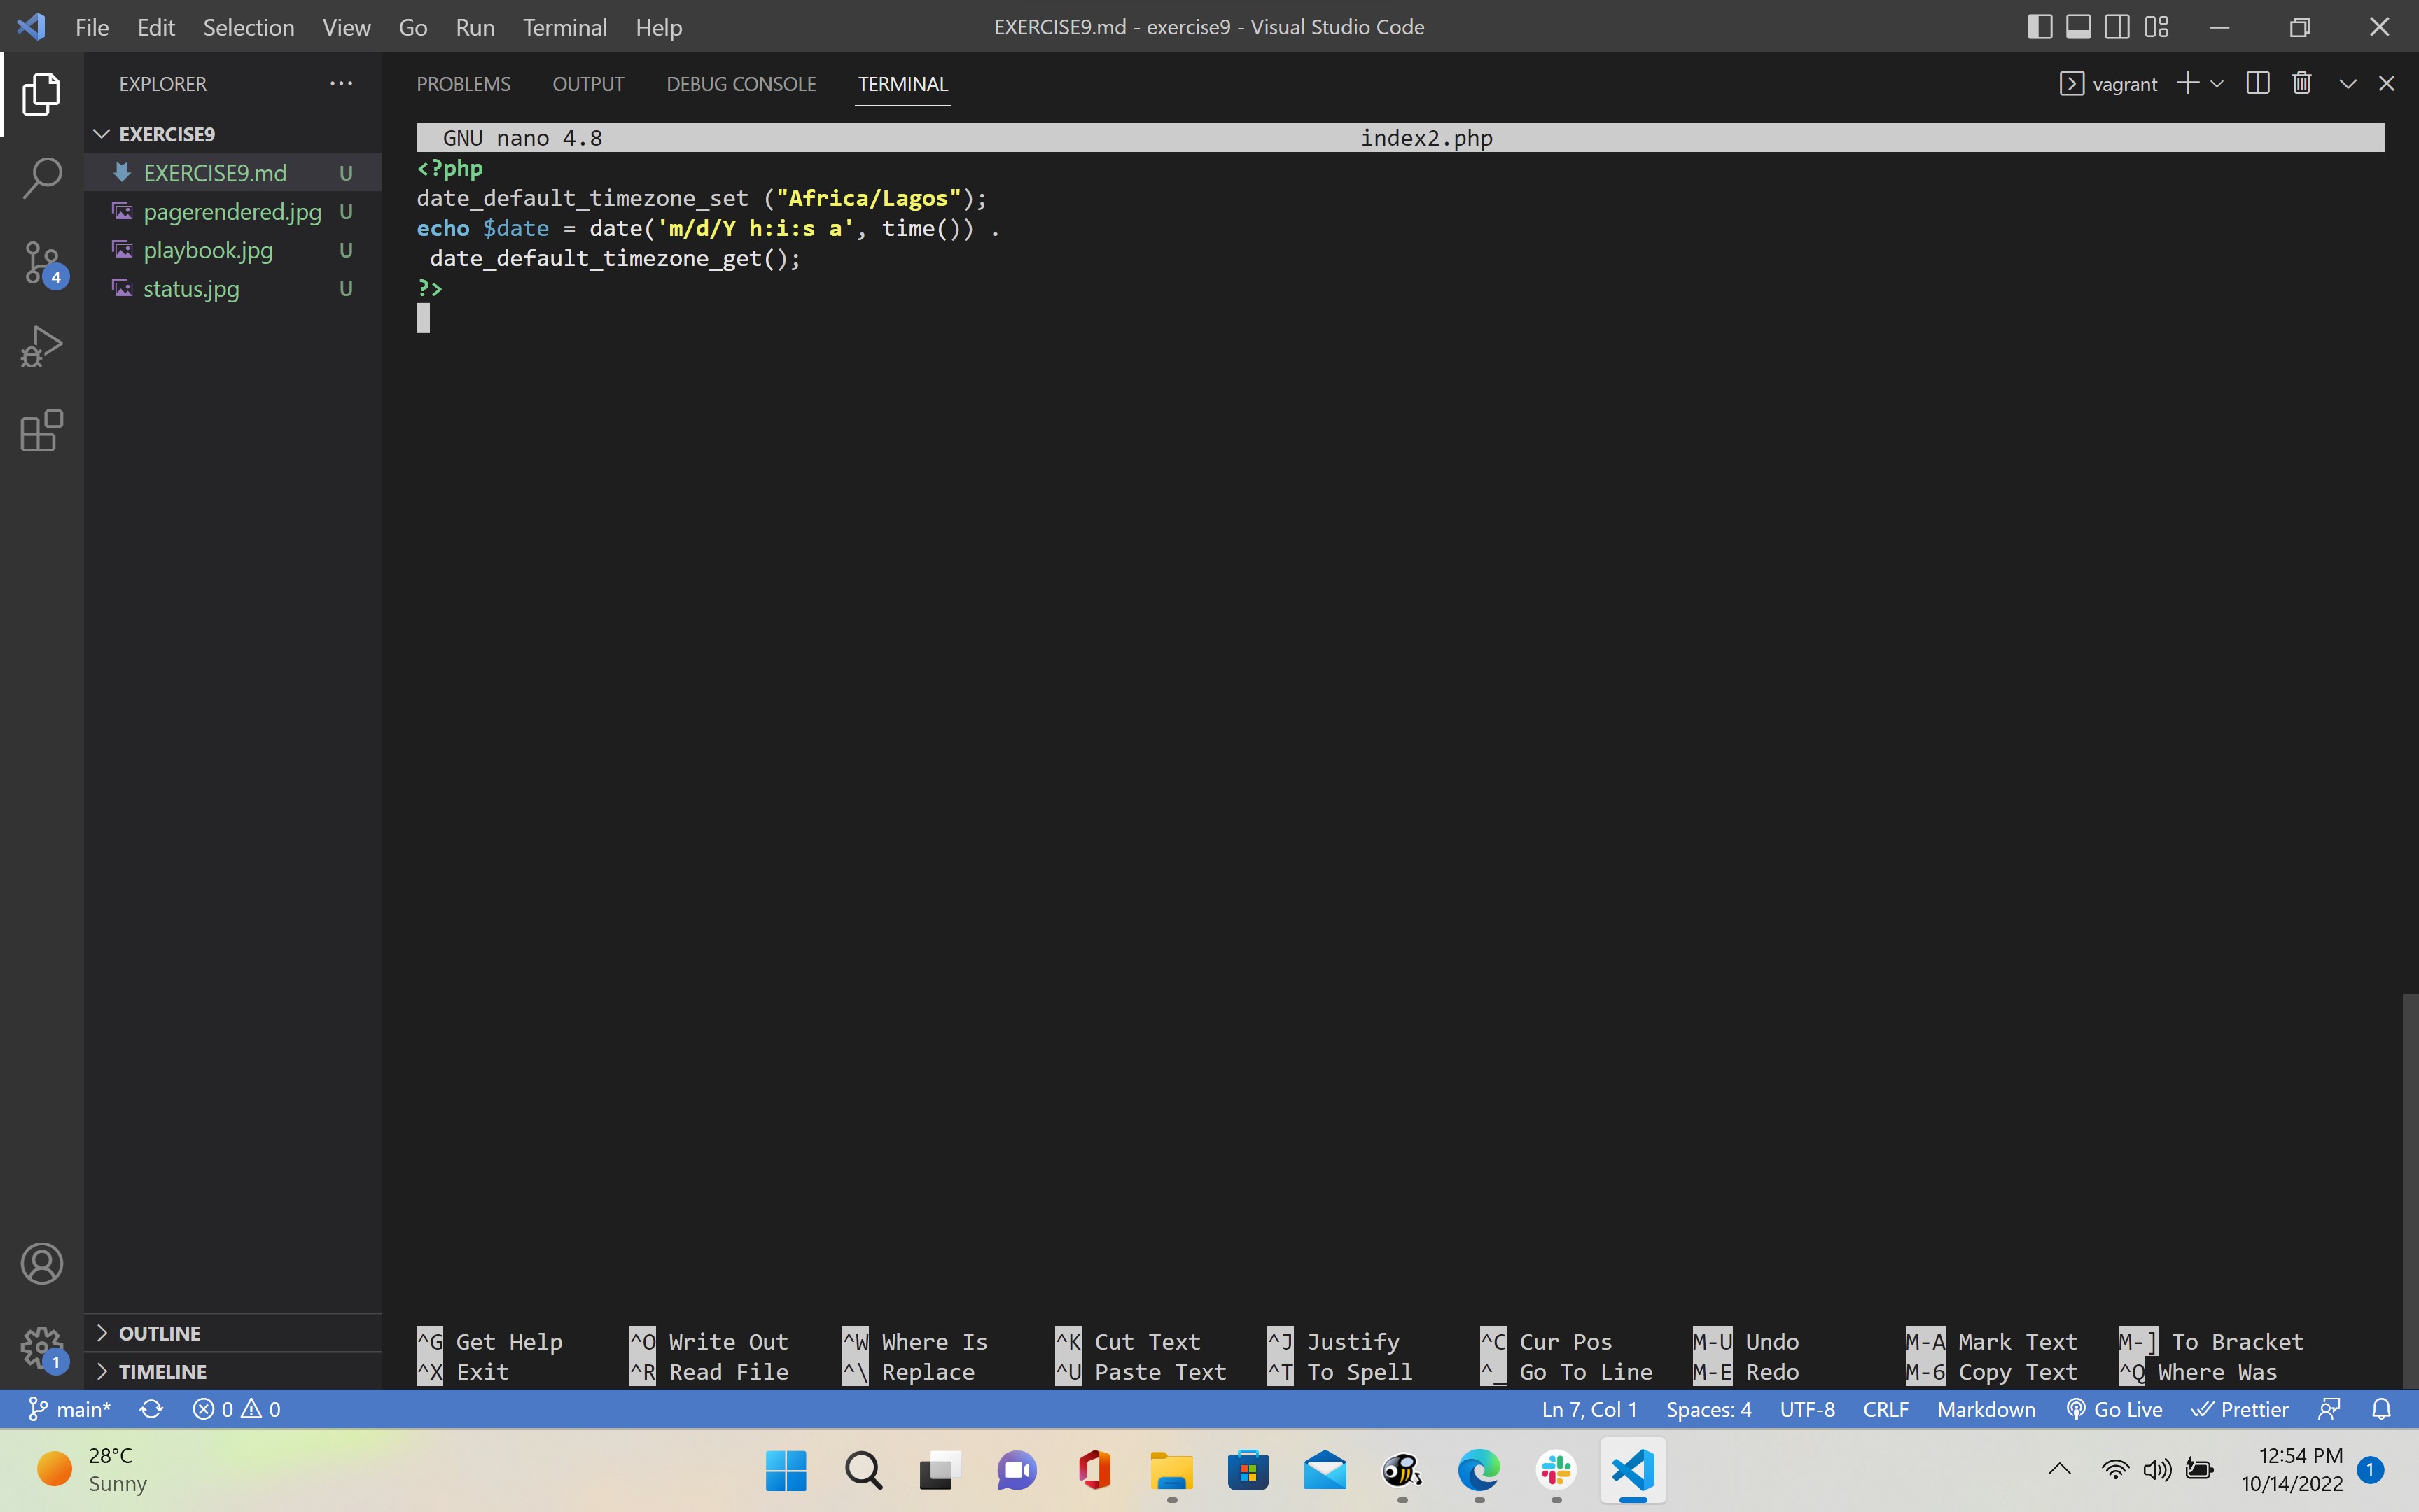 File Edit Selection View Go Run Terminal Help
EXERCISE9.md - exercise9 - Visual Studio Code
EXPLORER
EXERCISE9
EXERCISE9.md U
pagerendered.jpg U
playbook.jpg U
status.jpg U
4
1
OUTLINE
TIMELINE
PROBLEMS OUTPUT DEBUG CONSOLE TERMINAL
vagrant
GNU nano 4.8 index2.php
<?php
date_default_timezone_set ("Africa/Lagos");
echo $date = date('m/d/Y h:i:s a', time()) .
 date_default_timezone_get();
?>
^G Get Help ^O Write Out ^W Where Is ^K Cut Text ^J Justify ^C Cur Pos M-U Undo M-A Mark Text M-] To Bracket
^X Exit ^R Read File ^\ Replace ^U Paste Text ^T To Spell ^_ Go To Line M-E Redo M-6 Copy Text ^Q Where Was
main* 0 0 Ln 7, Col 1 Spaces: 4 UTF-8 CRLF Markdown Go Live Prettier
28°C
Sunny
12:54 PM
10/14/2022
1